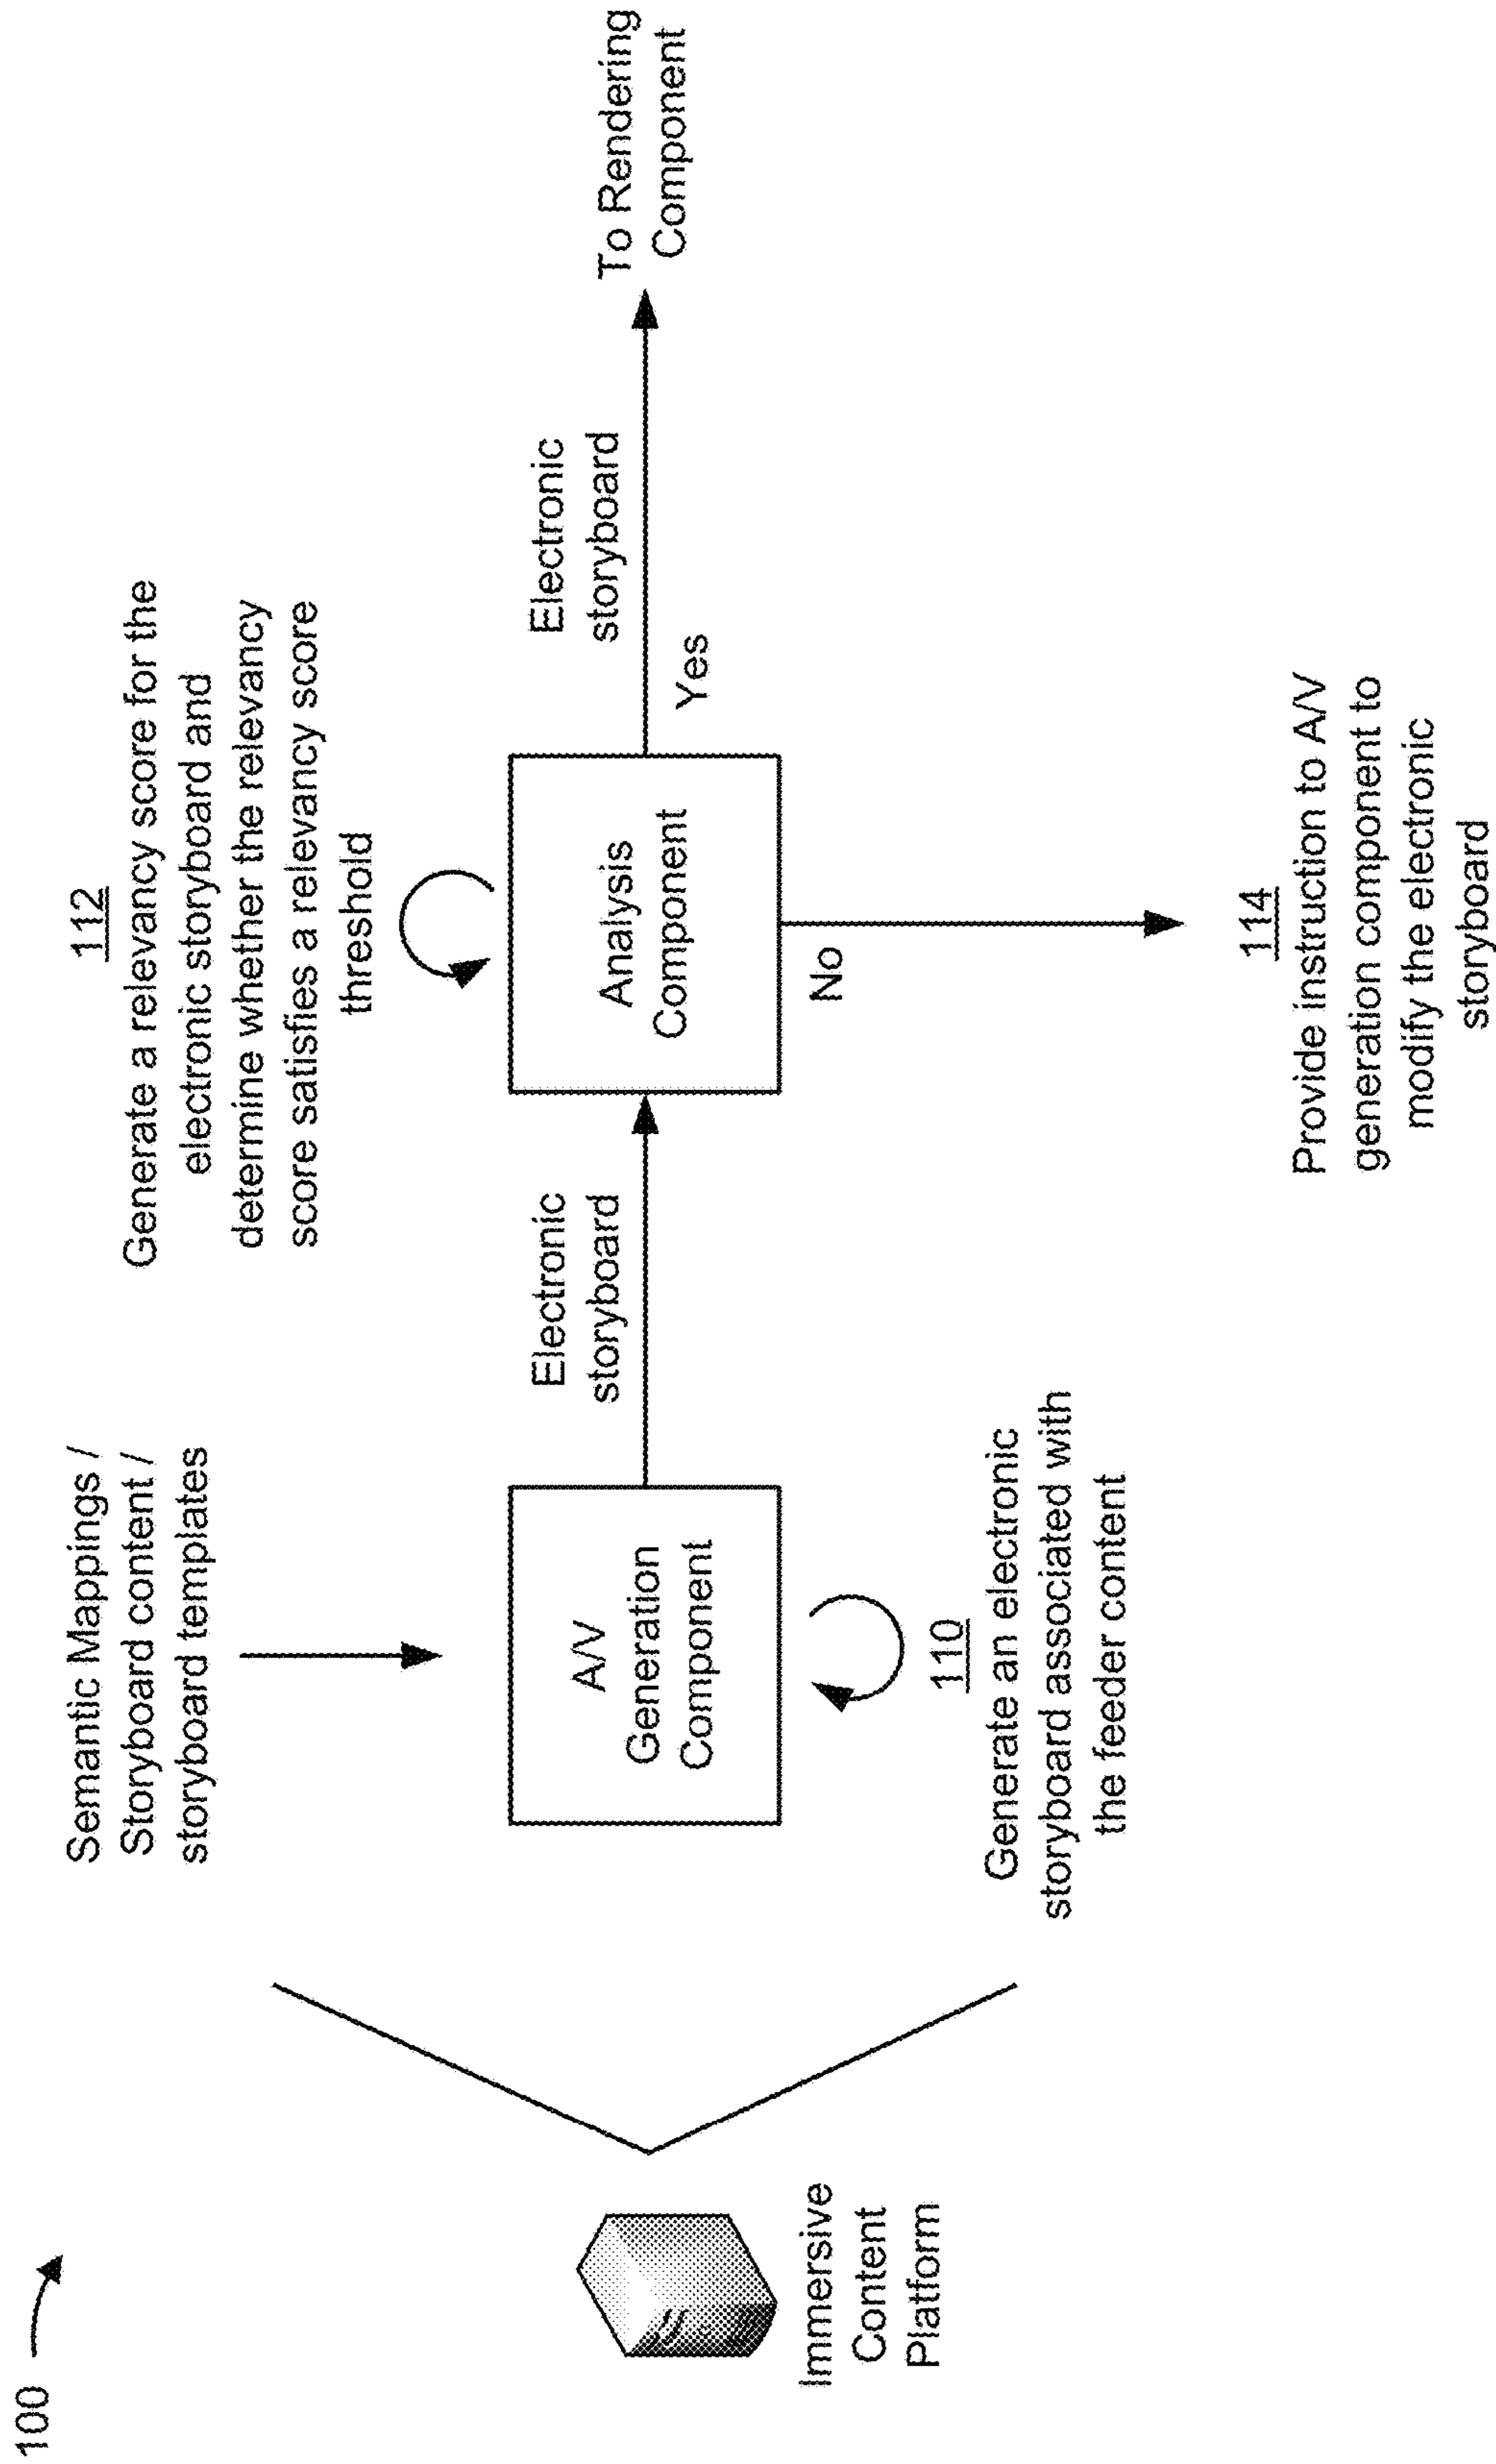 100
Immersive
Content
Platform
Semantic Mappings /
Storyboard content /
storyboard templates
A/V
Generation
Component
110
Generate an electronic
storyboard associated with
the feeder content
Electronic
storyboard
112
Generate a relevancy score for the
electronic storyboard and
determine whether the relevancy
score satisfies a relevancy score
threshold
Analysis
Component
Yes
Electronic
storyboard
To Rendering
Component
No
114
Provide instruction to A/V
generation component to
modify the electronic
storyboard